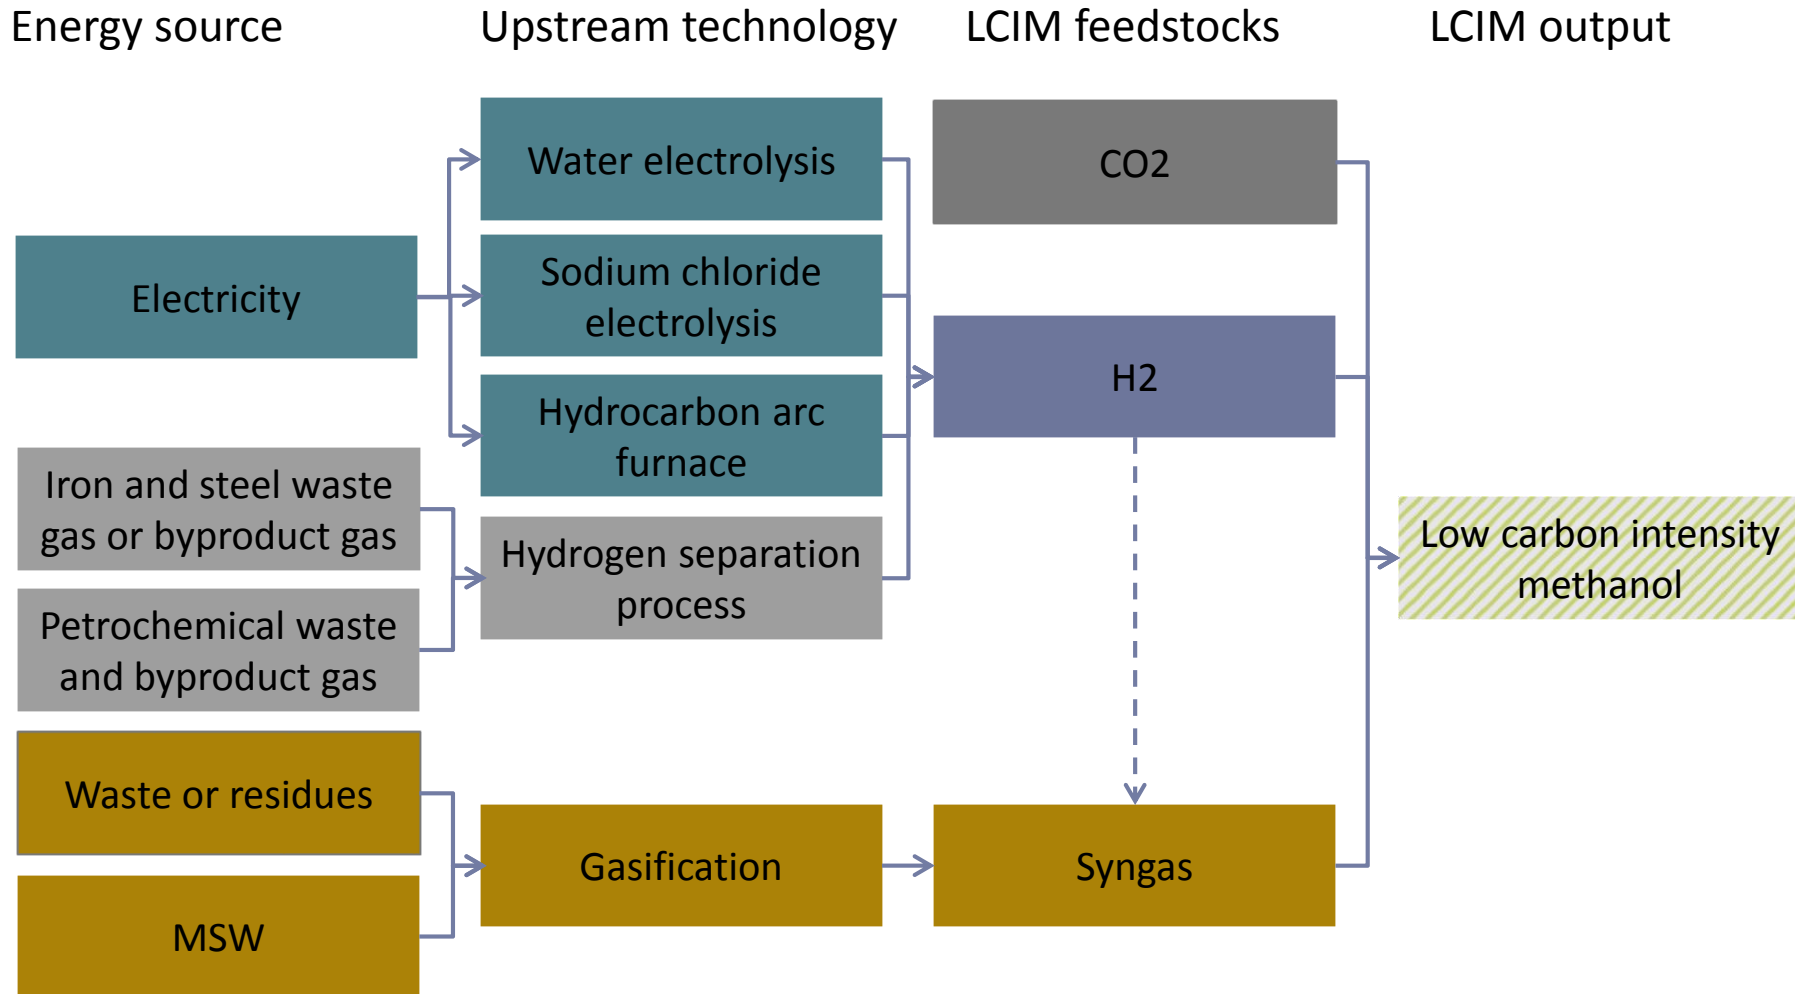 Energy source
Upstream technology
LCIM feedstocks
LCIM output
Water electrolysis
CO2
Electricity
Sodium chloride
electrolysis
H2
Hydrocarbon arc
furnace
Iron and steel waste
gas or byproduct gas
Hydrogen separation
process
Low carbon intensity
methanol
Petrochemical waste
and byproduct gas
Waste or residues
Gasification
Syngas
MSW